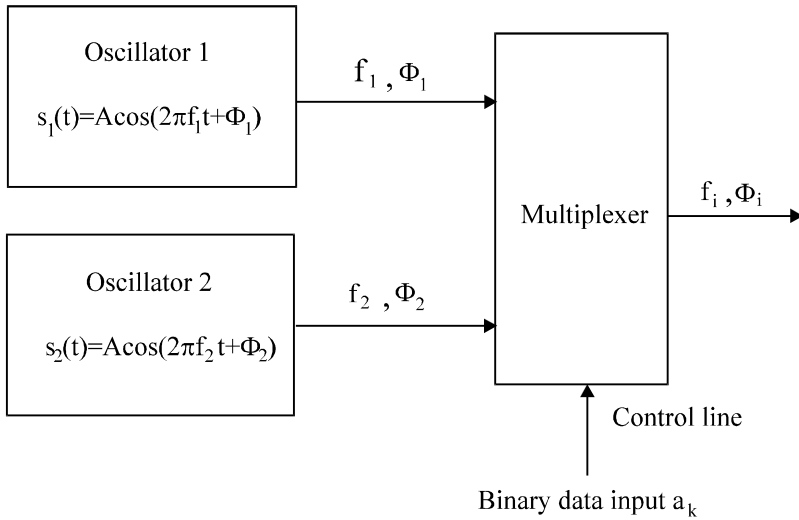 Oscillator 1
s₁(t)=Acos(2πf₁t+Φ₁)
f₁ ,Φ₁
Multiplexer
fᵢ ,Φᵢ
Oscillator 2
s₂(t)=Acos(2πf₂t+Φ₂)
f₂ ,Φ₂
Control line
Binary data input aₖ